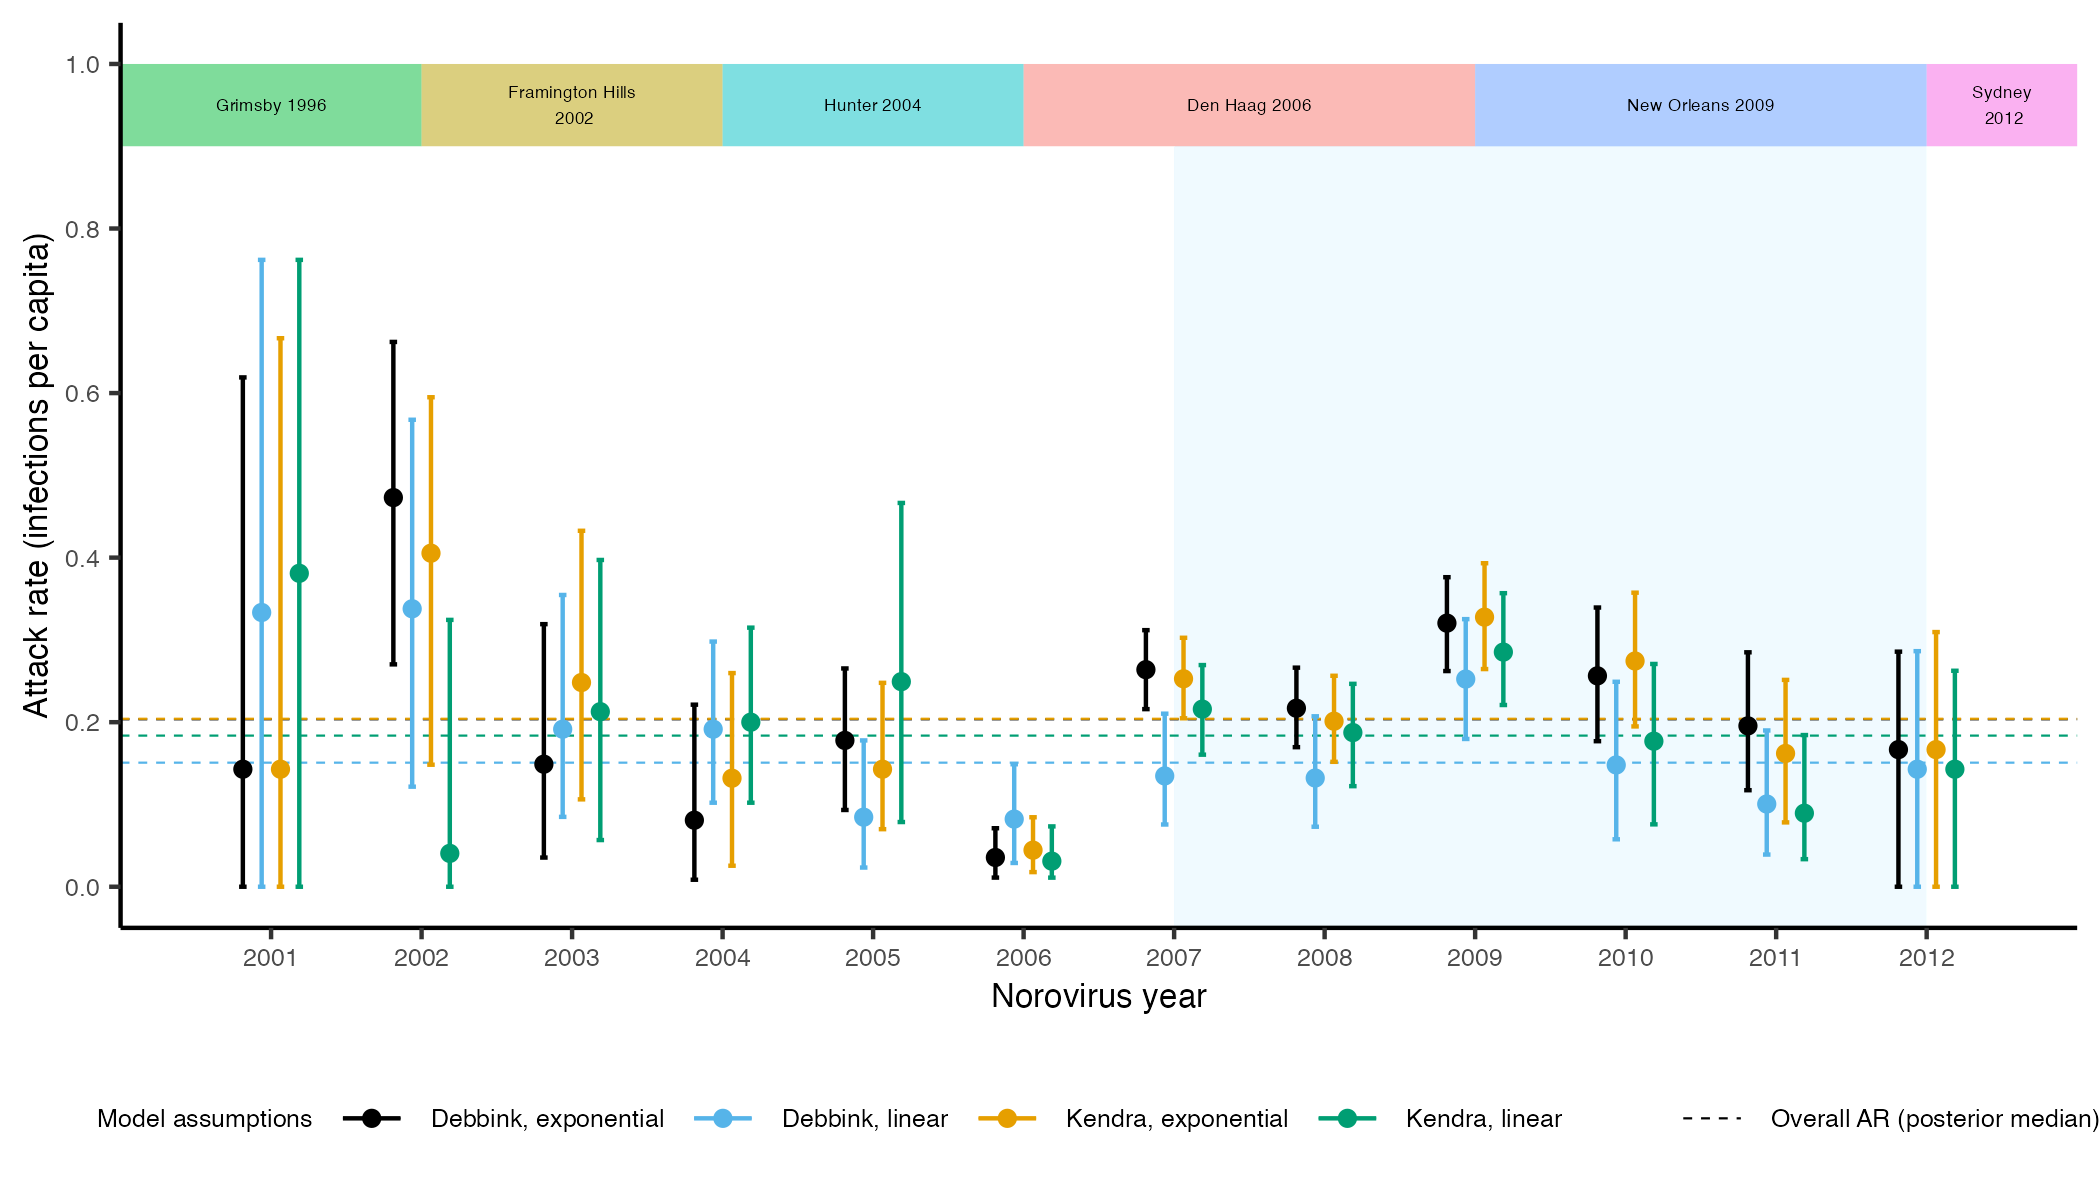 1.0
0.8
0.6
0.4
0.2
0.0
Attack rate (infections per capita)
Grimsby 1996
Framington Hills
2002
Hunter 2004
Den Haag 2006
New Orleans 2009
Sydney
2012
2001 2002 2003 2004 2005 2006 2007 2008 2009 2010 2011 2012
Norovirus year
Model assumptions Debbink, exponential Debbink, linear Kendra, exponential Kendra, linear Overall AR (posterior median)